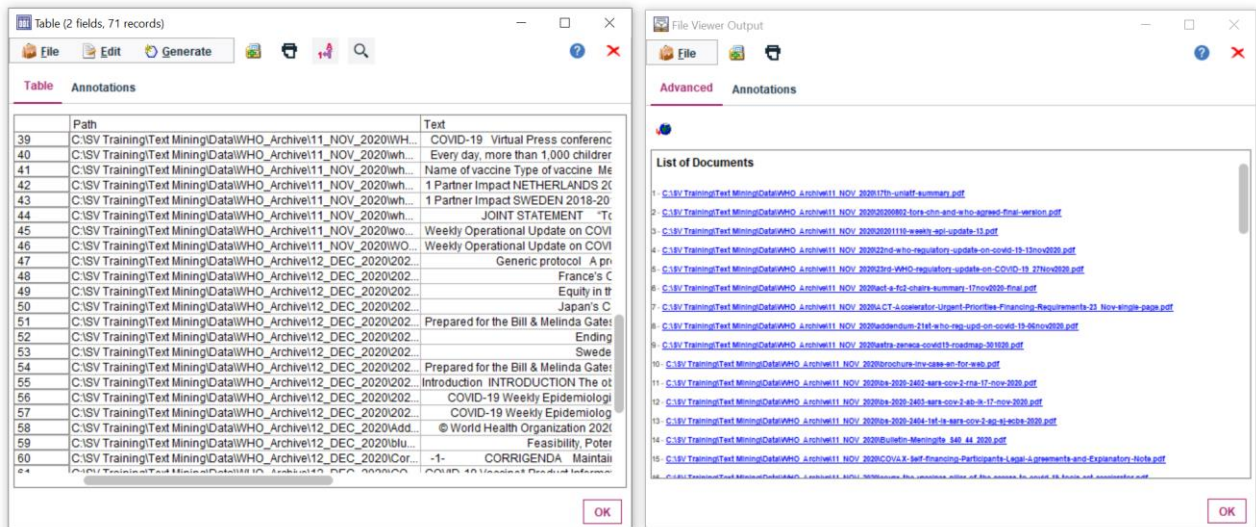 Table (2 fields, 71 records)
File Edit Generate
Table Annotations
Path Text
39 C:\SV Training\Text Mining\Data\WHO_Archive\11_NOV_2020\WH... COVID-19 Virtual Press conferenc
40 C:\SV Training\Text Mining\Data\WHO_Archive\11_NOV_2020\wh... Every day, more than 1,000 children
41 C:\SV Training\Text Mining\Data\WHO_Archive\11_NOV_2020\wh... Name of vaccine Type of vaccine Me
42 C:\SV Training\Text Mining\Data\WHO_Archive\11_NOV_2020\wh... 1 Partner Impact NETHERLANDS 20
43 C:\SV Training\Text Mining\Data\WHO_Archive\11_NOV_2020\wh... 1 Partner Impact SWEDEN 2018-20
44 C:\SV Training\Text Mining\Data\WHO_Archive\11_NOV_2020\wh... JOINT STATEMENT "To
45 C:\SV Training\Text Mining\Data\WHO_Archive\11_NOV_2020\wo... Weekly Operational Update on COVI
46 C:\SV Training\Text Mining\Data\WHO_Archive\11_NOV_2020\WO... Weekly Operational Update on COVI
47 C:\SV Training\Text Mining\Data\WHO_Archive\12_DEC_2020\202... Generic protocol A pro
48 C:\SV Training\Text Mining\Data\WHO_Archive\12_DEC_2020\202... France's C
49 C:\SV Training\Text Mining\Data\WHO_Archive\12_DEC_2020\202... Equity in th
50 C:\SV Training\Text Mining\Data\WHO_Archive\12_DEC_2020\202... Japan's C
51 C:\SV Training\Text Mining\Data\WHO_Archive\12_DEC_2020\202... Prepared for the Bill & Melinda Gates
52 C:\SV Training\Text Mining\Data\WHO_Archive\12_DEC_2020\202... Ending
53 C:\SV Training\Text Mining\Data\WHO_Archive\12_DEC_2020\202... Swede
54 C:\SV Training\Text Mining\Data\WHO_Archive\12_DEC_2020\202... Prepared for the Bill & Melinda Gates
55 C:\SV Training\Text Mining\Data\WHO_Archive\12_DEC_2020\202... Introduction INTRODUCTION The ob
56 C:\SV Training\Text Mining\Data\WHO_Archive\12_DEC_2020\202... COVID-19 Weekly Epidemiologi
57 C:\SV Training\Text Mining\Data\WHO_Archive\12_DEC_2020\202... COVID-19 Weekly Epidemiolog
58 C:\SV Training\Text Mining\Data\WHO_Archive\12_DEC_2020\Add... © World Health Organization 2020
59 C:\SV Training\Text Mining\Data\WHO_Archive\12_DEC_2020\blu... Feasibility, Poter
60 C:\SV Training\Text Mining\Data\WHO_Archive\12_DEC_2020\Cor... -1- CORRIGENDA Maintai
OK
File Viewer Output
File
Advanced Annotations
List of Documents
1 - C:\SV Training\Text Mining\Data\WHO_Archive\11_NOV_2020\17th-uniatf-summary.pdf
2 - C:\SV Training\Text Mining\Data\WHO_Archive\11_NOV_2020\20200802-tors-chn-and-who-agreed-final-version.pdf
3 - C:\SV Training\Text Mining\Data\WHO_Archive\11_NOV_2020\20201110-weekly-epi-update-13.pdf
4 - C:\SV Training\Text Mining\Data\WHO_Archive\11_NOV_2020\22nd-who-regulatory-update-on-covid-19-13nov2020.pdf
5 - C:\SV Training\Text Mining\Data\WHO_Archive\11_NOV_2020\23rd-WHO-regulatory-update-on-COVID-19_27Nov2020.pdf
6 - C:\SV Training\Text Mining\Data\WHO_Archive\11_NOV_2020\act-a-fc2-chairs-summary-17nov2020-final.pdf
7 - C:\SV Training\Text Mining\Data\WHO_Archive\11_NOV_2020\ACT-Accelerator-Urgent-Priorities-Financing-Requirements-23_Nov-single-page.pdf
8 - C:\SV Training\Text Mining\Data\WHO_Archive\11_NOV_2020\addendum-21st-who-reg-upd-on-covid-19-06nov2020.pdf
9 - C:\SV Training\Text Mining\Data\WHO_Archive\11_NOV_2020\astra-zeneca-covid19-roadmap-301020.pdf
10 - C:\SV Training\Text Mining\Data\WHO_Archive\11_NOV_2020\brochure-inv-case-en-for-web.pdf
11 - C:\SV Training\Text Mining\Data\WHO_Archive\11_NOV_2020\bs-2020-2402-sars-cov-2-rna-17-nov-2020.pdf
12 - C:\SV Training\Text Mining\Data\WHO_Archive\11_NOV_2020\bs-2020-2403-sars-cov-2-ab-ik-17-nov-2020.pdf
13 - C:\SV Training\Text Mining\Data\WHO_Archive\11_NOV_2020\bs-2020-2404-1st-is-sars-cov-2-ag-sj-ecbs-2020.pdf
14 - C:\SV Training\Text Mining\Data\WHO_Archive\11_NOV_2020\Bulletin-Meningite_S40_44_2020.pdf
15 - C:\SV Training\Text Mining\Data\WHO_Archive\11_NOV_2020\COVAX-Self-financing-Participants-Legal-Agreements-and-Explanatory-Note.pdf
OK